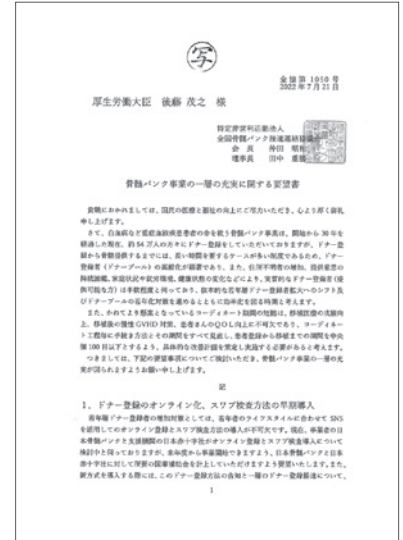 写
全協第1050号
2022年7月21日
厚生労働大臣 後藤 茂之 様
特定非営利活動法人
全国骨髄バンク推進連絡協議会
会 長 仲田
理事長 田中 重勝
骨髄バンク事業の一層の充実に関する要望書
貴職におかれましては、国民の医療と福祉の向上にご尽力いただき、心より厚く御礼
申し上げます。
さて、白血病など重症血液疾患患者の命を救う骨髄バンク事業は、開始から30年を
経過した現在、約54万人の方々にドナー登録をしていただいておりますが、ドナー登
録から骨髄提供するまでには、長い時間を要するケースが多い制度であるため、ドナー
登録者(ドナープール)の高齢化が顕著であり、また、住所不明者の増加、提供意思の
持続困難、家庭状況や就労環境、健康状態の変化などにより、実質的なドナー登録者(提
供可能な方)は半数程度と伺っており、抜本的な若年層ドナー登録者拡大へのシフト及
びドナープールの若年化対策を進めるとともに効率化を図る時期と考えます。
また、かねてより懸案となっているコーディネート期間の短縮は、移植医療の成績向
上、移植後の慢性GVHD対策、患者さんのQOL向上に不可欠であり、コーディネー
ト工程毎に手続き方法とその期間をすべて見直し、患者登録から移植までの期間を中央
値100日以下とするよう、具体的な改善計画を策定し実施する必要があると考えます。
つきましては、下記の要望事項についてご検討いただき、骨髄バンク事業の一層の充
実が図られますようお願い申し上げます。
記
1、ドナー登録のオンライン化、スワブ検査方法の早期導入
若年層ドナー登録者の増加対策としては、若年者のライフスタイルに合わせてSNS
を活用してのオンライン登録とスワブ検査方法の導入が不可欠です。現在、事業者の日
本骨髄バンクと支援機関の日本赤十字社がオンライン登録とスワブ検査導入について
検討中と伺っておりますが、来年度から事業開始できますよう、日本骨髄バンクと日本
赤十字社に対して所要の国庫補助金を計上していただけますよう要望いたします。また、
新方式を導入する際には、このドナー登録方法の告知と一層のドナー登録推進について、
1